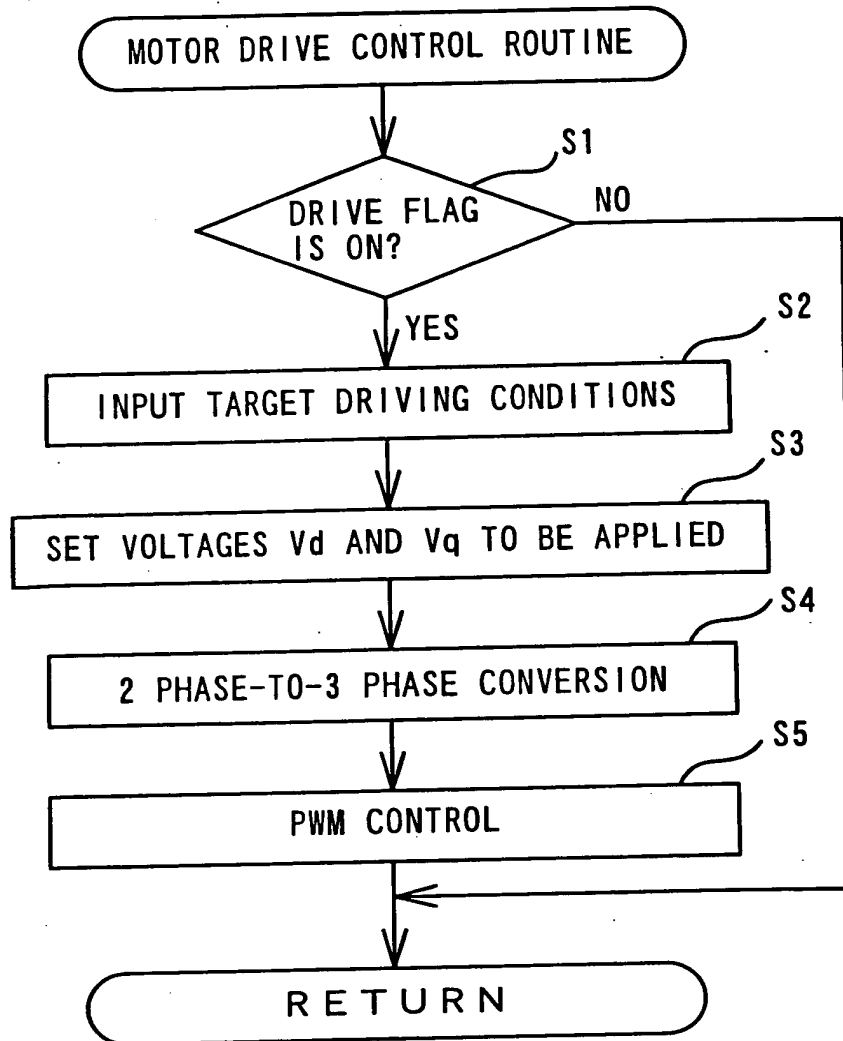 MOTOR DRIVE CONTROL ROUTINE
S1
DRIVE FLAG
IS ON?
NO
YES
S2
INPUT TARGET DRIVING CONDITIONS
S3
SET VOLTAGES Vd AND Vq TO BE APPLIED
S4
2 PHASE-TO-3 PHASE CONVERSION
S5
PWM CONTROL
RETURN